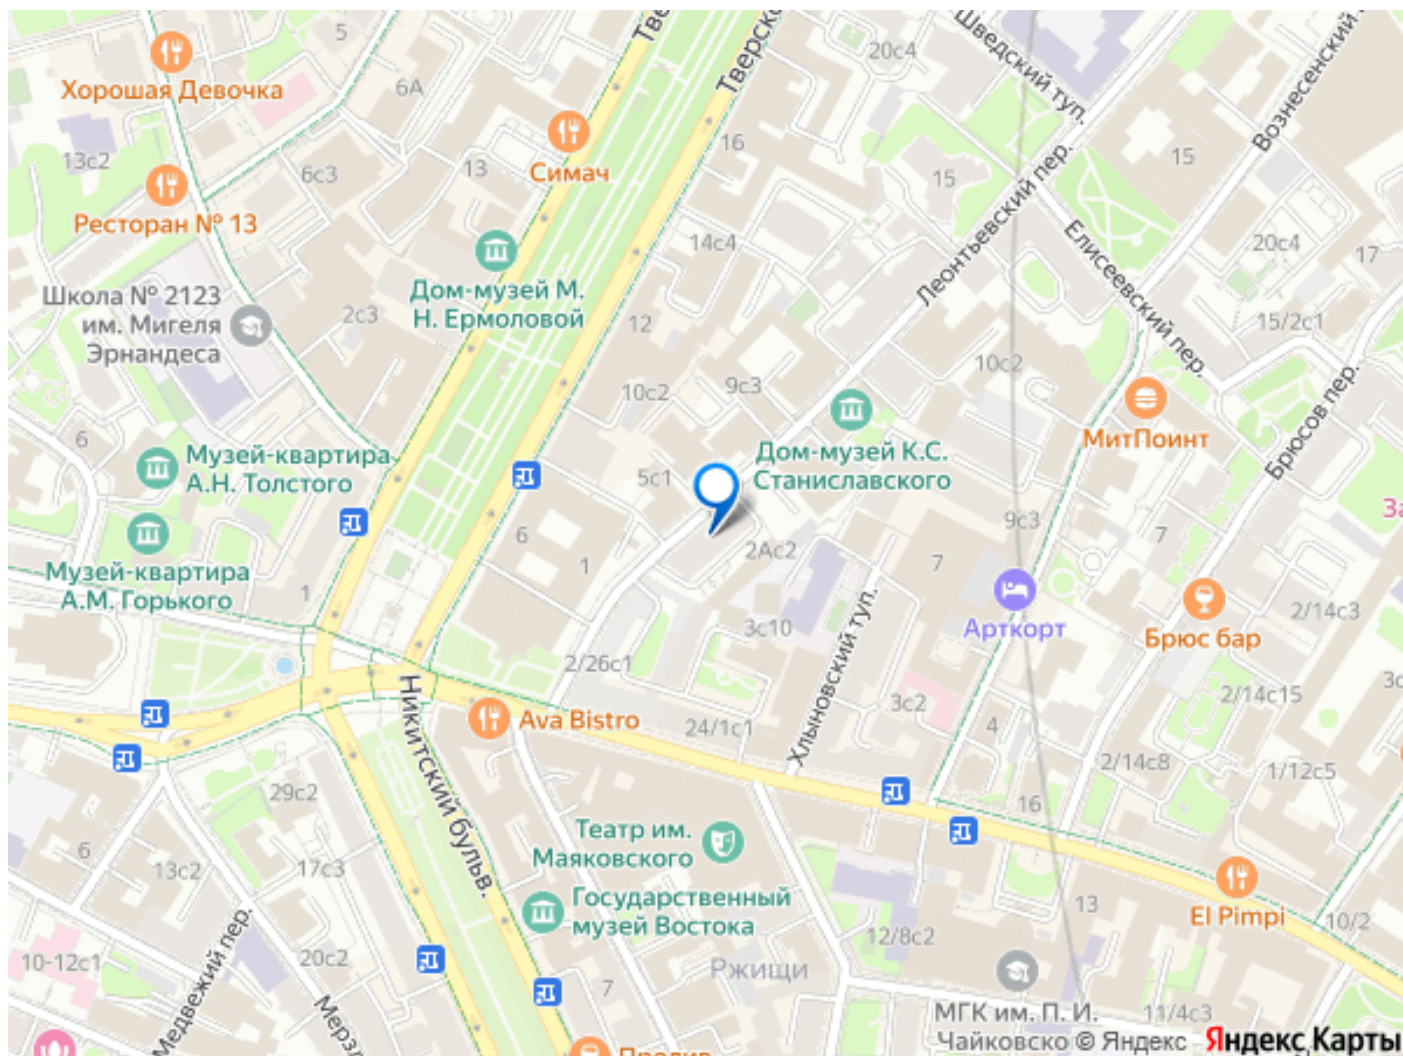 5
20с4
Шведский туп.
Вознесенский
Хорошая Девочка
6А
Тверско
16
Симач
13с2
6с3
13
15
15
Ресторан № 13
14с4
Леонтьевский пер.
Елисеевский пер.
20с4
17
Дом-музей М.
Н. Ермоловой
Школа № 2123
им. Мигеля
Эрнандеса
2с3
12
15/2с1
10с2
10с2
9с3
МитПоинт
Брюсов пер.
6
Музей-квартира
А.Н. Толстого
Дом-музей К.С.
Станиславского
5с1
9с3
7
За
6
1
2Ас2
7
Музей-квартира
А.М. Горького
1
3с10
Хлыновский туп.
Арткорт
Брюс бар
2/14с3
2/26с1
3с2
4
2/14с15
3с
Никитский бульв.
Ava Bistro
24/1с1
2/14с8
1/12с5
29с2
16
6
13с2
17с3
Театр им.
Маяковского
Государственный
музей Востока
13
El Pimpi
10/2
Медвежий пер.
10-12с1
20с2
12/8с2
Ржищи
7
МГК им. П. И.
Чайковско
11/4с3
© Яндекс
Яндекс Карты